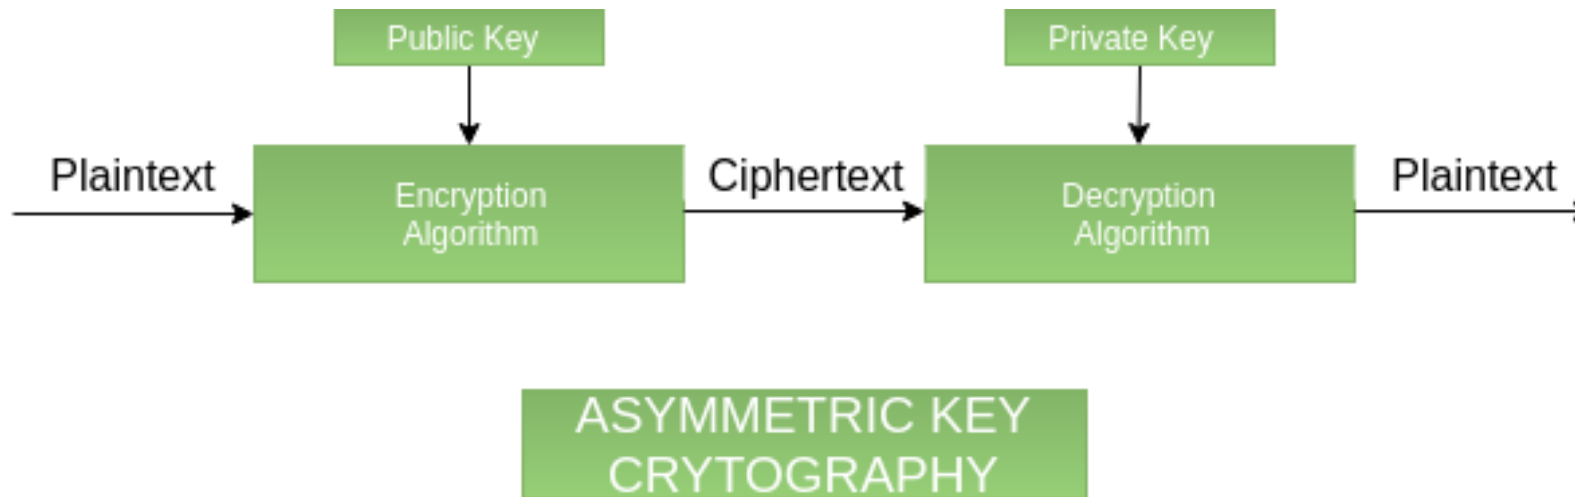 Public Key
Private Key
Plaintext
Encryption
Algorithm
Ciphertext
Decryption
Algorithm
Plaintext
ASYMMETRIC KEY
CRYTOGRAPHY